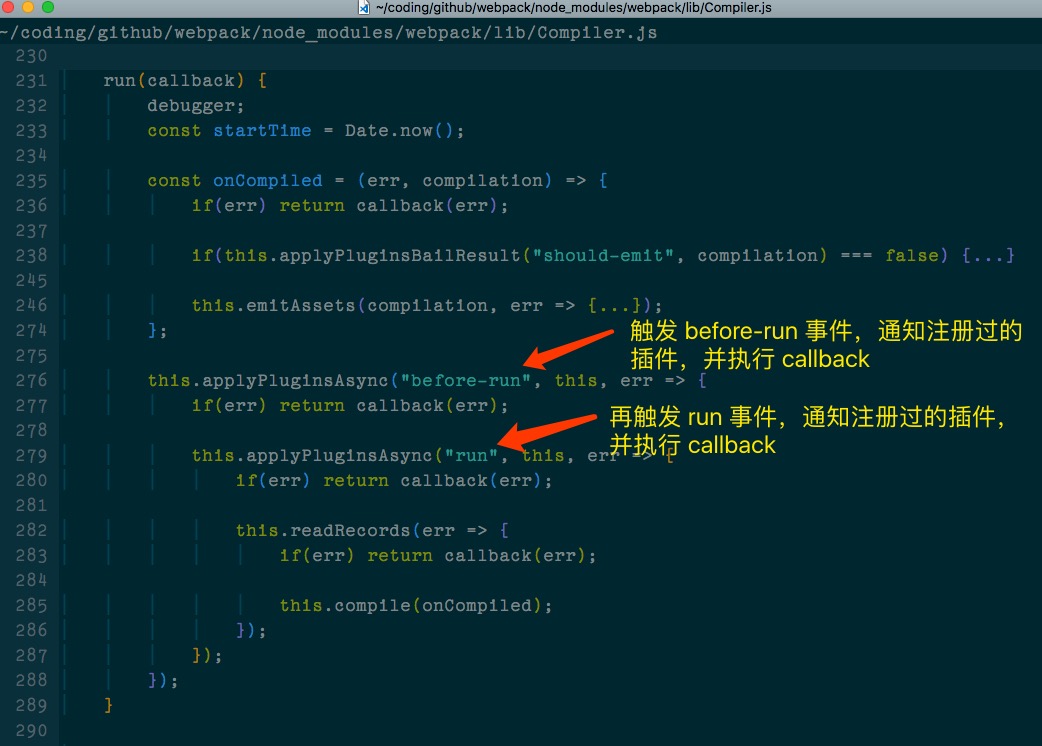 ~/coding/github/webpack/node_modules/webpack/lib/Compiler.js
~/coding/github/webpack/node_modules/webpack/lib/Compiler.js
230
231 run(callback) {
232 debugger;
233 const startTime = Date.now();
234
235 const onCompiled = (err, compilation) => {
236 if(err) return callback(err);
237
238 if(this.applyPluginsBailResult("should-emit", compilation) === false) {...}
245
246 this.emitAssets(compilation, err => {...});
274 };
触发 before-run 事件，通知注册过的
插件，并执行 callback
275
276 this.applyPluginsAsync("before-run", this, err => {
277 if(err) return callback(err);
再触发 run 事件，通知注册过的插件，
并执行 callback
278
279 this.applyPluginsAsync("run", this, err => {
280 if(err) return callback(err);
281
282 this.readRecords(err => {
283 if(err) return callback(err);
284
285 this.compile(onCompiled);
286 });
287 });
288 });
289 }
290